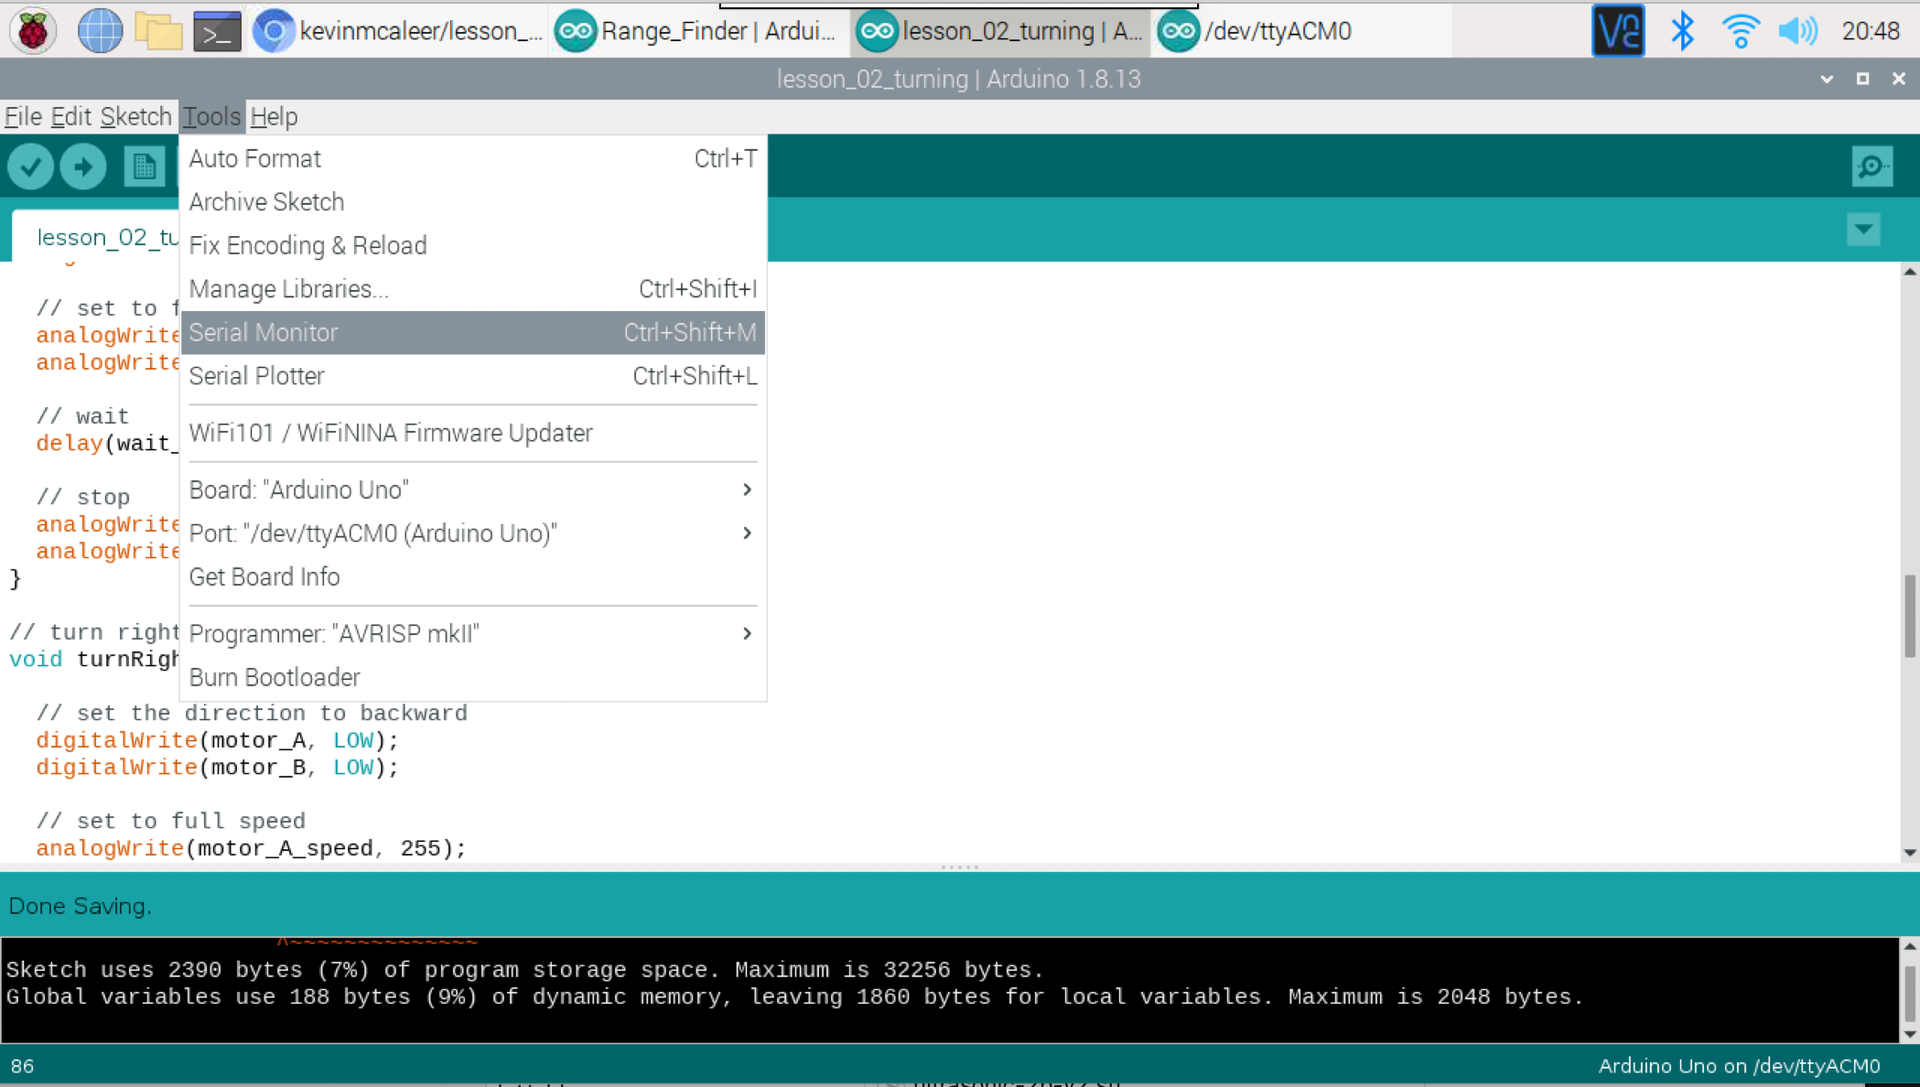 kevinmcaleer/lesson_...
Range_Finder | Ardui...
lesson_02_turning | A...
/dev/ttyACM0
20:48
lesson_02_turning | Arduino 1.8.13
File Edit Sketch Tools Help
Auto Format Ctrl+T
Archive Sketch
Fix Encoding & Reload
Manage Libraries... Ctrl+Shift+I
Serial Monitor Ctrl+Shift+M
Serial Plotter Ctrl+Shift+L
WiFi101 / WiFiNINA Firmware Updater
Board: "Arduino Uno"
Port: "/dev/ttyACM0 (Arduino Uno)"
Get Board Info
Programmer: "AVRISP mkII"
Burn Bootloader
lesson_02_tu
// set to f
analogWrite
analogWrite
// wait
delay(wait_
// stop
analogWrite
analogWrite
}
// turn right
void turnRigh
// set the direction to backward
digitalWrite(motor_A, LOW);
digitalWrite(motor_B, LOW);
// set to full speed
analogWrite(motor_A_speed, 255);
Done Saving.
^~~~~~~~~~~~~~~
Sketch uses 2390 bytes (7%) of program storage space. Maximum is 32256 bytes.
Global variables use 188 bytes (9%) of dynamic memory, leaving 1860 bytes for local variables. Maximum is 2048 bytes.
86
Arduino Uno on /dev/ttyACM0